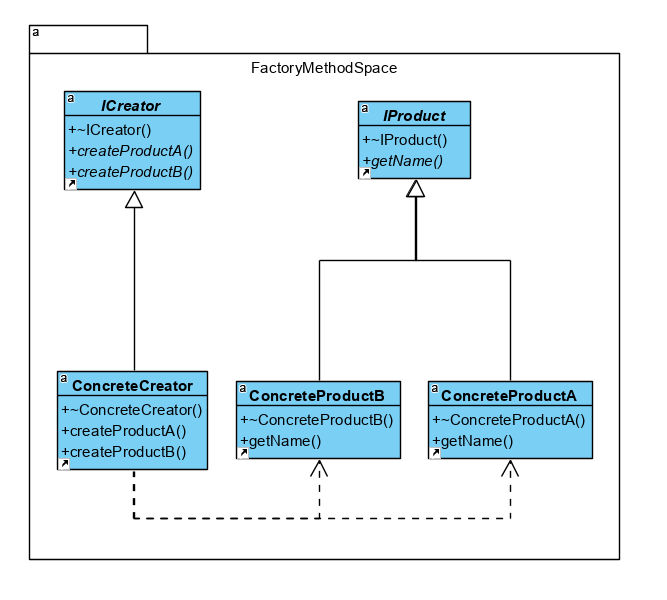 a
FactoryMethodSpace
a
ICreator
+~ICreator()
+createProductA()
+createProductB()
a
IProduct
+~IProduct()
+getName()
a
ConcreteCreator
+~ConcreteCreator()
+createProductA()
+createProductB()
a
ConcreteProductB
+~ConcreteProductB()
+getName()
a
ConcreteProductA
+~ConcreteProductA()
+getName()